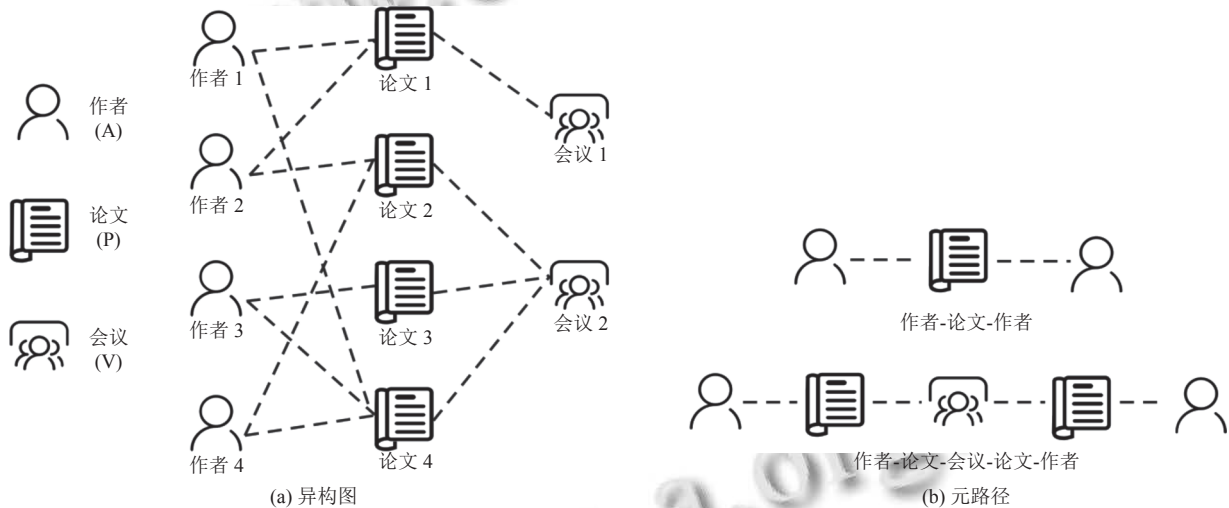 作者
(A)
论文
(P)
会议
(V)
作者 1
作者 2
作者 3
作者 4
论文 1
论文 2
论文 3
论文 4
会议 1
会议 2
(a) 异构图
作者-论文-作者
作者-论文-会议-论文-作者
(b) 元路径